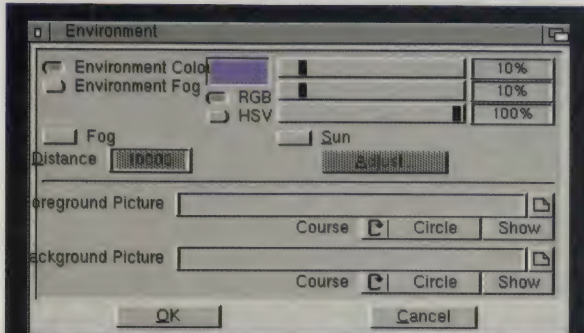 Environment
Environment Colo 10%
Environment Fog 10%
RGB
HSV 100%
Fog Sun
Distance 10000 Adjust
oreground Picture
Course Circle Show
ackground Picture
Course Circle Show
OK Cancel